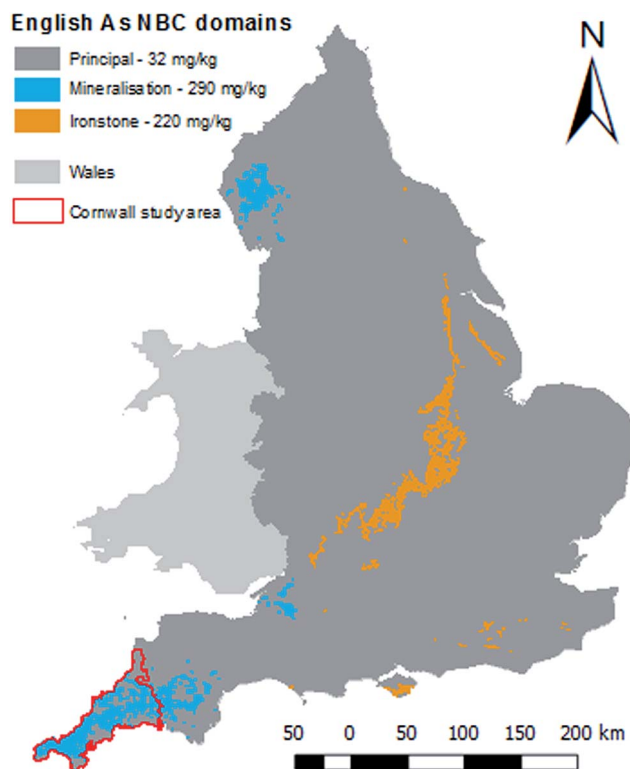 English As NBC domains
Principal - 32 mg/kg
Mineralisation - 290 mg/kg
Ironstone - 220 mg/kg
Wales
Cornwall study area
N
50 0 50 100 150 200 km